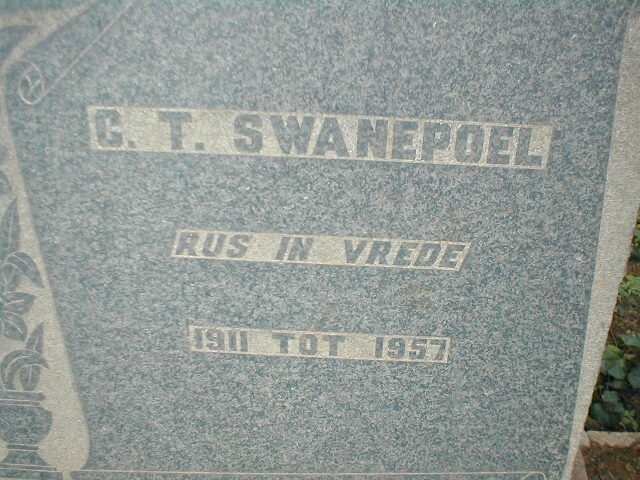 C. T. SWANEPOEL
RUS IN VREDE
1911 TOT 1957